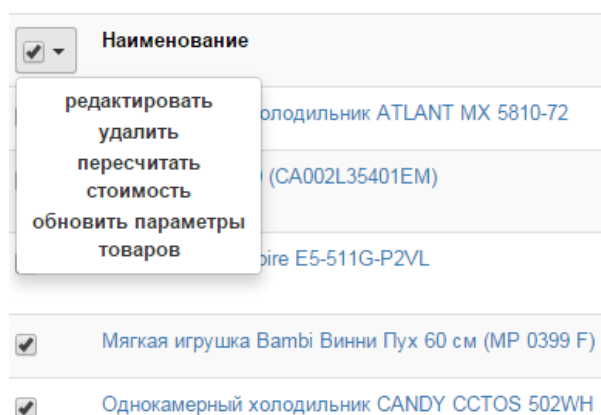 Наименование
редактировать
удалить
пересчитать
стоимость
обновить параметры
товаров
олодильник ATLANT MX 5810-72
(CA002L35401EM)
pire E5-511G-P2VL
Мягкая игрушка Bambi Винни Пух 60 см (MP 0399 F)
Однокамерный холодильник CANDY CCTOS 502WH